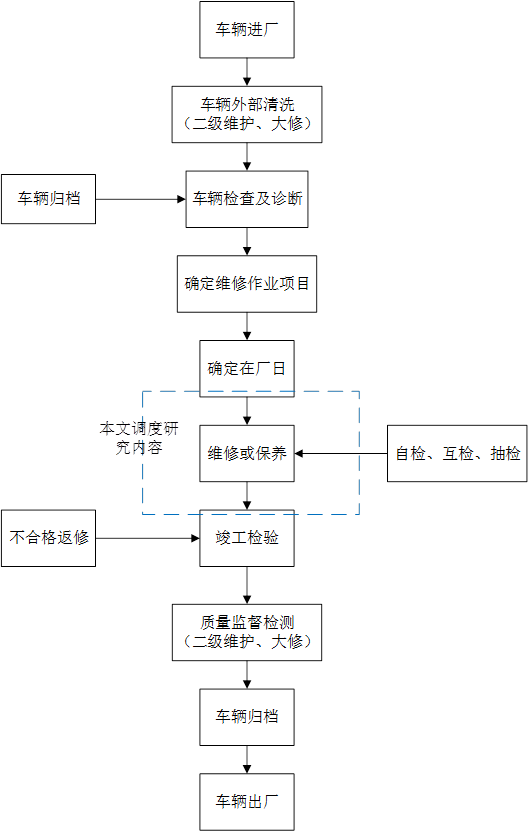 车辆进厂
车辆外部清洗
（二级维护、大修）
车辆归档
车辆检查及诊断
确定维修作业项目
确定在厂日
本文调度研
究内容
维修或保养
自检、互检、抽检
不合格返修
竣工检验
质量监督检测
（二级维护、大修）
车辆归档
车辆出厂